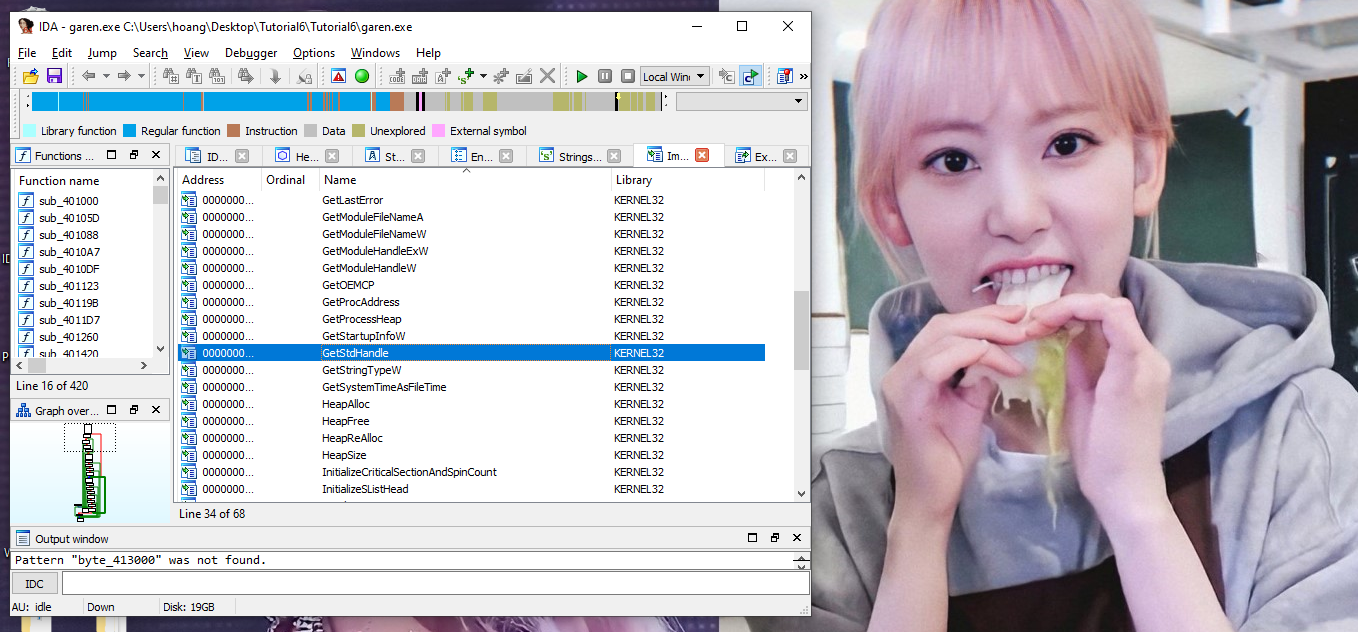 IDA - garen.exe C:\Users\hoang\Desktop\Tutorial6\Tutorial6\garen.exe
File Edit Jump Search View Debugger Options Windows Help
Local Win
Library function Regular function Instruction Data Unexplored External symbol
Functions ...
ID... He... St... En... Strings... Im... Ex...
Function name
sub_401000
sub_40105D
sub_401088
sub_4010A7
sub_4010DF
sub_401123
sub_40119B
sub_4011D7
sub_401260
sub_401420
Line 16 of 420
Graph over...
Address Ordinal Name Library
0000000... GetLastError KERNEL32
0000000... GetModuleFileNameA KERNEL32
0000000... GetModuleFileNameW KERNEL32
0000000... GetModuleHandleExW KERNEL32
0000000... GetModuleHandleW KERNEL32
0000000... GetOEMCP KERNEL32
0000000... GetProcAddress KERNEL32
0000000... GetProcessHeap KERNEL32
0000000... GetStartupInfoW KERNEL32
0000000... GetStdHandle KERNEL32
0000000... GetStringTypeW KERNEL32
0000000... GetSystemTimeAsFileTime KERNEL32
0000000... HeapAlloc KERNEL32
0000000... HeapFree KERNEL32
0000000... HeapReAlloc KERNEL32
0000000... HeapSize KERNEL32
0000000... InitializeCriticalSectionAndSpinCount KERNEL32
0000000... InitializeSListHead KERNEL32
Line 34 of 68
Output window
Pattern "byte_413000" was not found.
IDC
AU: idle Down Disk: 19GB